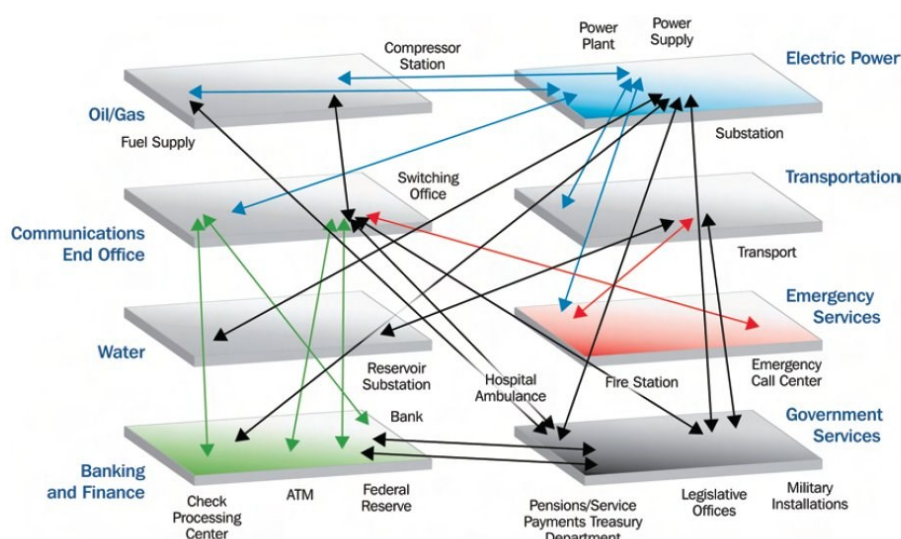 Power
Plant
Power
Supply
Compressor
Station
Electric Power
Oil/Gas
Fuel Supply
Substation
Switching
Office
Transportation
Communications
End Office
Transport
Emergency
Services
Water
Reservoir
Substation
Hospital
Ambulance
Fire Station
Emergency
Call Center
Bank
Government
Services
Banking
and Finance
Check
Processing
Center
ATM
Federal
Reserve
Pensions/Service
Payments Treasury
Department
Legislative
Offices
Military
Installations